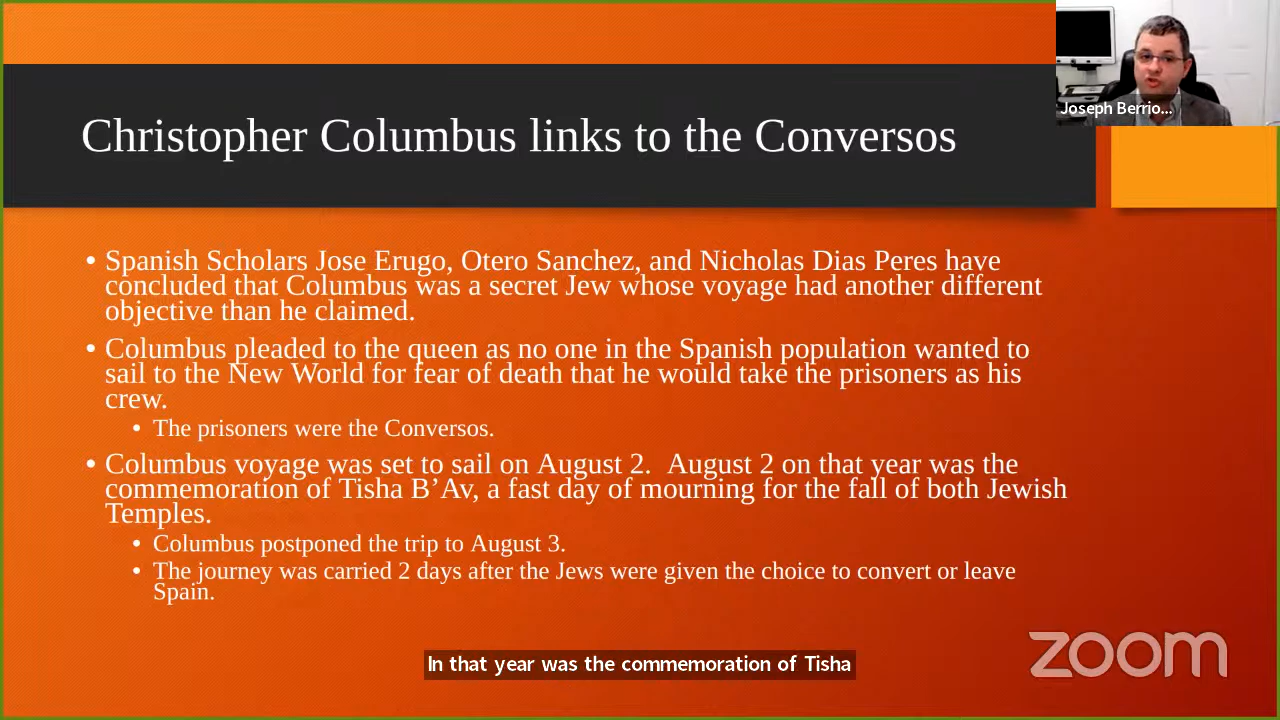 Joseph Berrio...
Christopher Columbus links to the Conversos
• Spanish Scholars Jose Erugo, Otero Sanchez, and Nicholas Dias Peres have
concluded that Columbus was a secret Jew whose voyage had another different
objective than he claimed.
• Columbus pleaded to the queen as no one in the Spanish population wanted to
sail to the New World for fear of death that he would take the prisoners as his
crew.
• The prisoners were the Conversos.
• Columbus voyage was set to sail on August 2.  August 2 on that year was the
commemoration of Tisha B’Av, a fast day of mourning for the fall of both Jewish
Temples.
• Columbus postponed the trip to August 3.
• The journey was carried 2 days after the Jews were given the choice to convert or leave
Spain.
In that year was the commemoration of Tisha
zoom